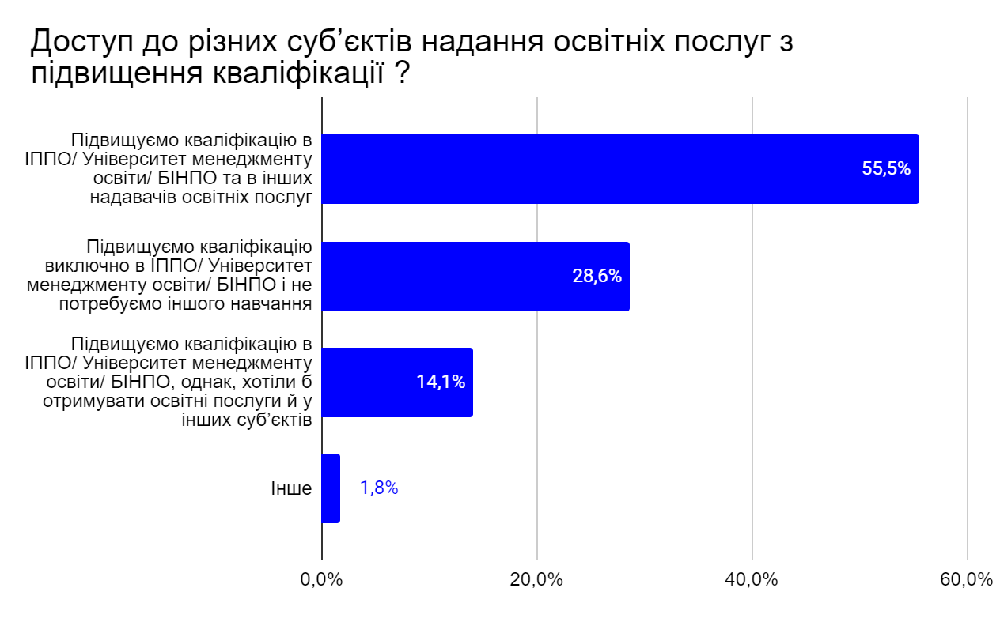 Доступ до різних суб’єктів надання освітніх послуг з
підвищення кваліфікації ?
Підвищуємо кваліфікацію в
ІППО/ Університет менеджменту
освіти/ БІНПО та в інших
надавачів освітніх послуг
55,5%
Підвищуємо кваліфікацію
виключно в ІППО/ Університет
менеджменту освіти/ БІНПО і не
потребуємо іншого навчання
28,6%
Підвищуємо кваліфікацію в
ІППО/ Університет менеджменту
освіти/ БІНПО, однак, хотіли б
отримувати освітні послуги й у
інших суб’єктів
14,1%
Інше
1,8%
0,0%
20,0%
40,0%
60,0%